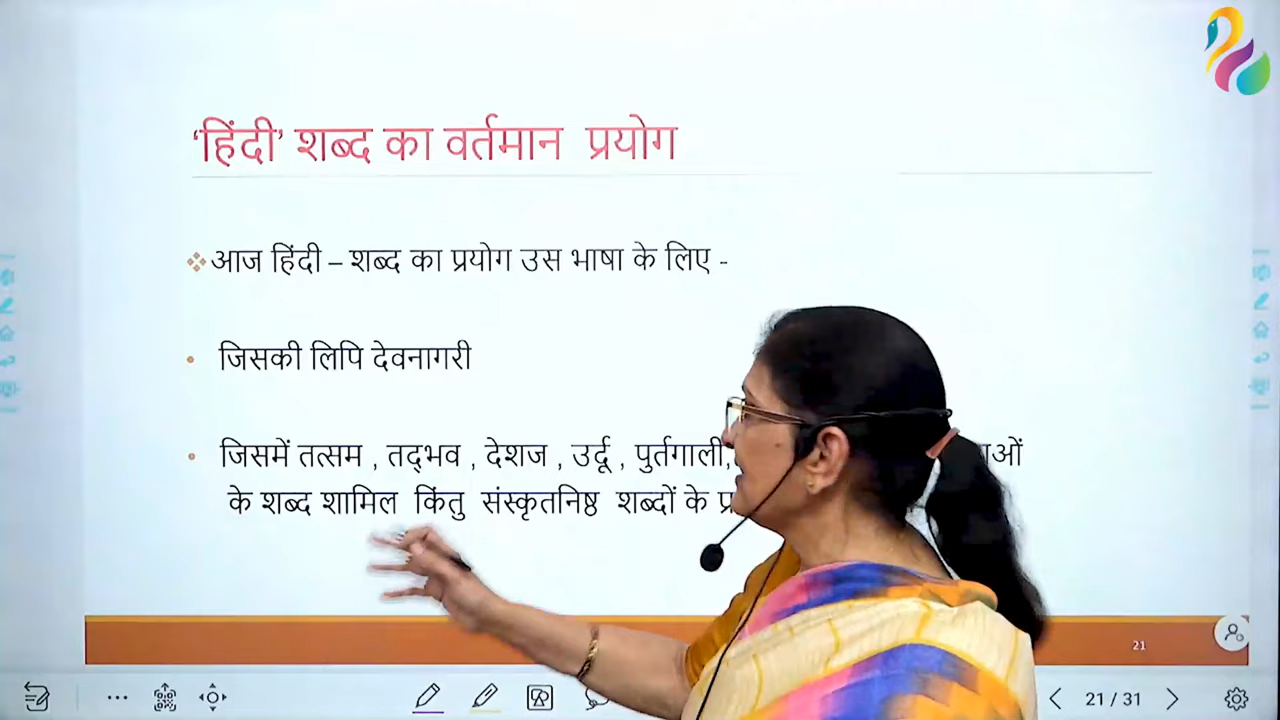 ‘हिंदी’ शब्द का वर्तमान प्रयोग
आज हिंदी – शब्द का प्रयोग उस भाषा के लिए -
जिसकी लिपि देवनागरी
जिसमें तत्सम , तद्भव , देशज , उर्दू , पुर्तगाली,
के शब्द शामिल किंतु संस्कृतनिष्ठ शब्दों के
21
21 / 31